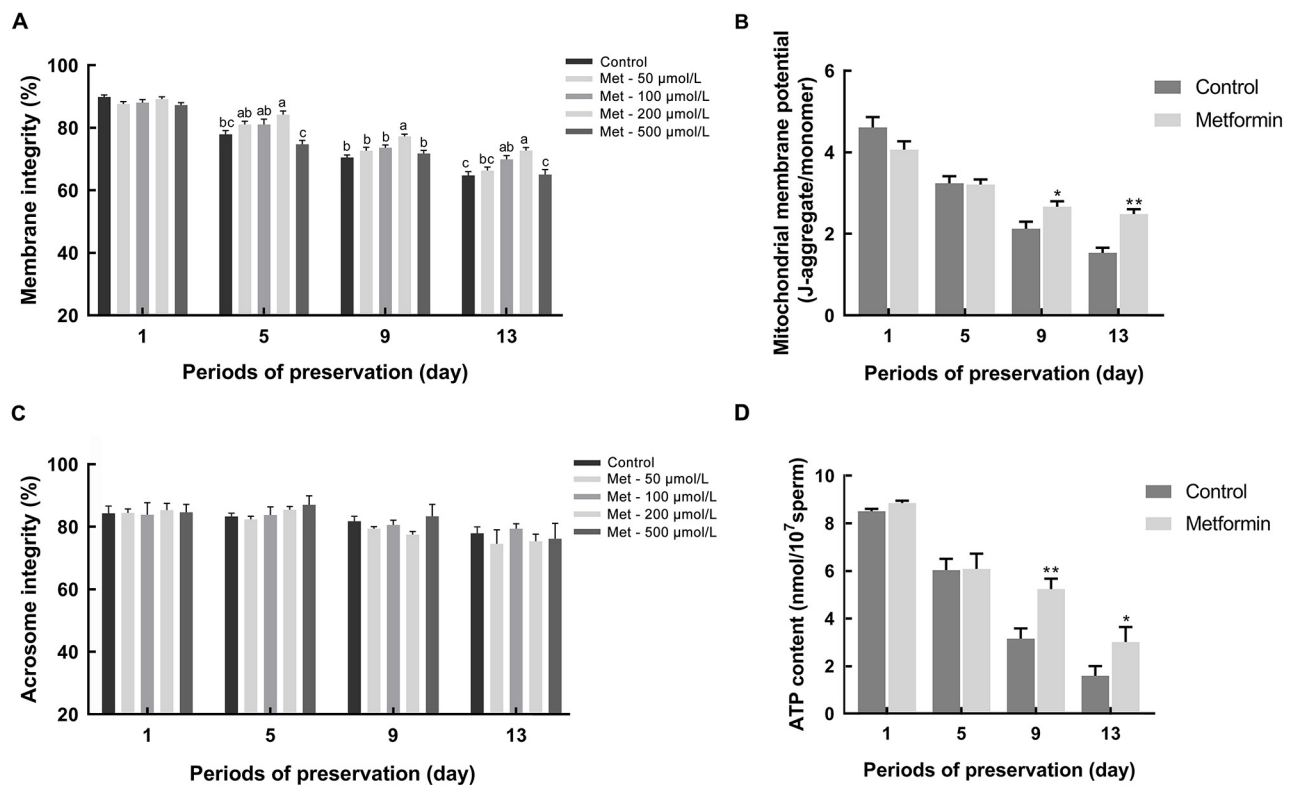 A
Membrane integrity (%)
100
80
60
40
20
bc ab ab a c
b b b a b
c bc ab a c
1 5 9 13
Periods of preservation (day)
Control
Met - 50 µmol/L
Met - 100 µmol/L
Met - 200 µmol/L
Met - 500 µmol/L
B
Mitochondrial membrane potential
(J-aggregate/monomer)
6
4
2
0
* **
1 5 9 13
Periods of preservation (day)
Control
Metformin
C
Acrosome integrity (%)
100
80
60
40
20
1 5 9 13
Periods of preservation (day)
Control
Met - 50 µmol/L
Met - 100 µmol/L
Met - 200 µmol/L
Met - 500 µmol/L
D
ATP content (nmol/10⁷ sperm)
10
8
6
4
2
0
** *
1 5 9 13
Periods of preservation (day)
Control
Metformin